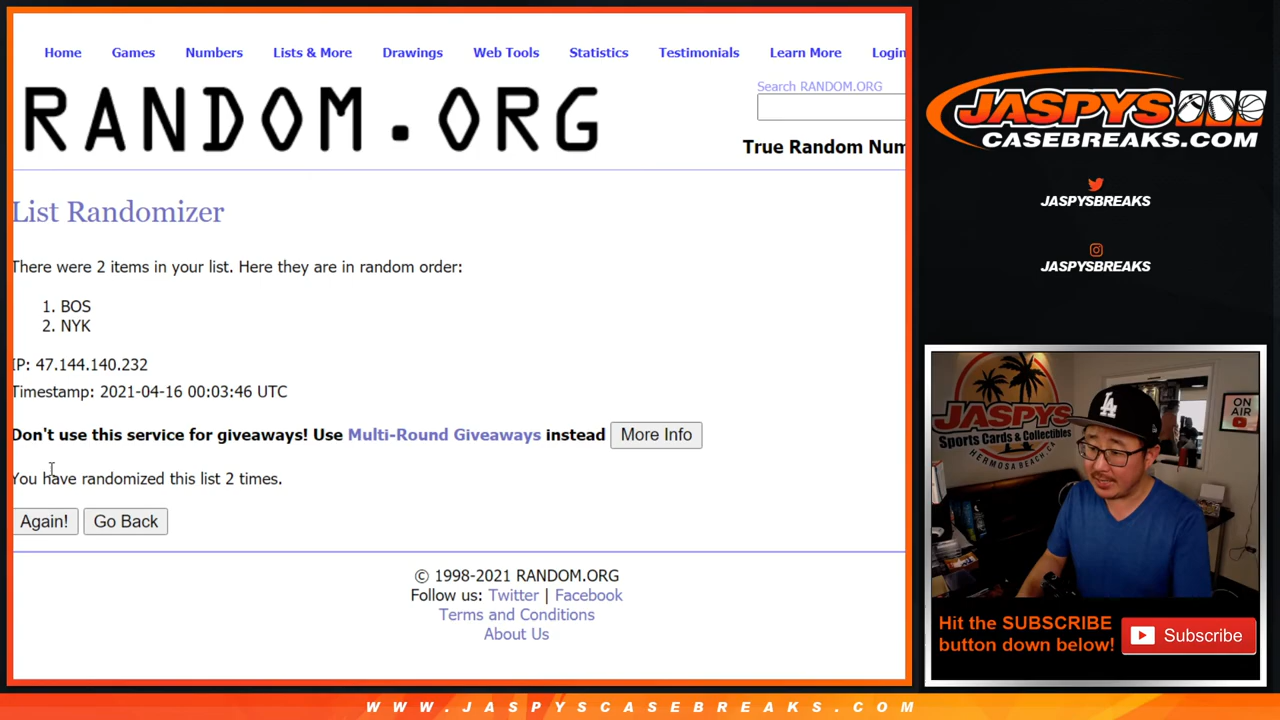 Home Games Numbers Lists & More Drawings Web Tools Statistics Testimonials Learn More Login
RANDOM.ORG
Search RANDOM.ORG
True Random Num
List Randomizer
There were 2 items in your list. Here they are in random order:
1. BOS
2. NYK
IP: 47.144.140.232
Timestamp: 2021-04-16 00:03:46 UTC
Don't use this service for giveaways! Use Multi-Round Giveaways instead More Info
You have randomized this list 2 times.
Again! Go Back
© 1998-2021 RANDOM.ORG
Follow us: Twitter | Facebook
Terms and Conditions
About Us
JASPYS
CASEBREAKS.COM
JASPYSBREAKS
JASPYSBREAKS
JASPYS
Sports Cards & Collectibles
HERMOSA BEACH, CA
LA
ON
AIR
Hit the SUBSCRIBE
button down below!
Subscribe
WWW.JASPYSCASEBREAKS.COM